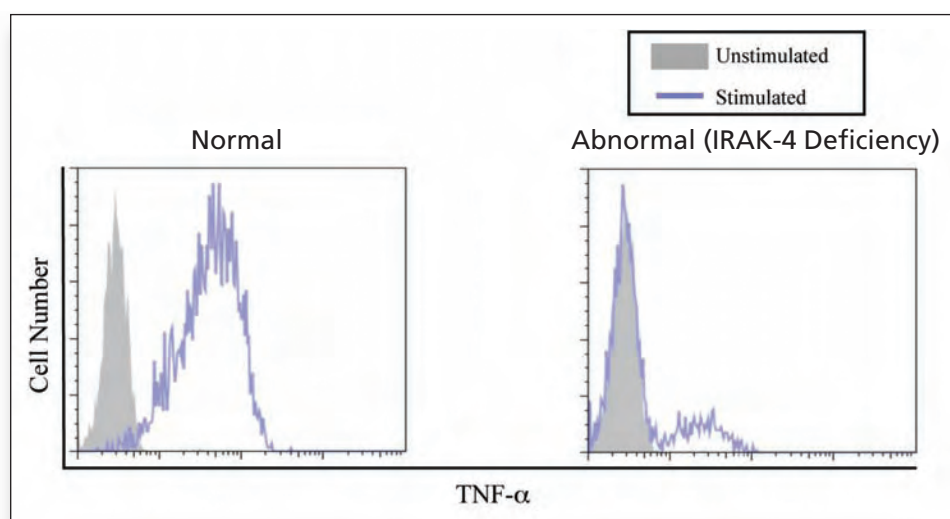 Unstimulated
Stimulated
Normal
Abnormal (IRAK-4 Deficiency)
Cell Number
TNF-α